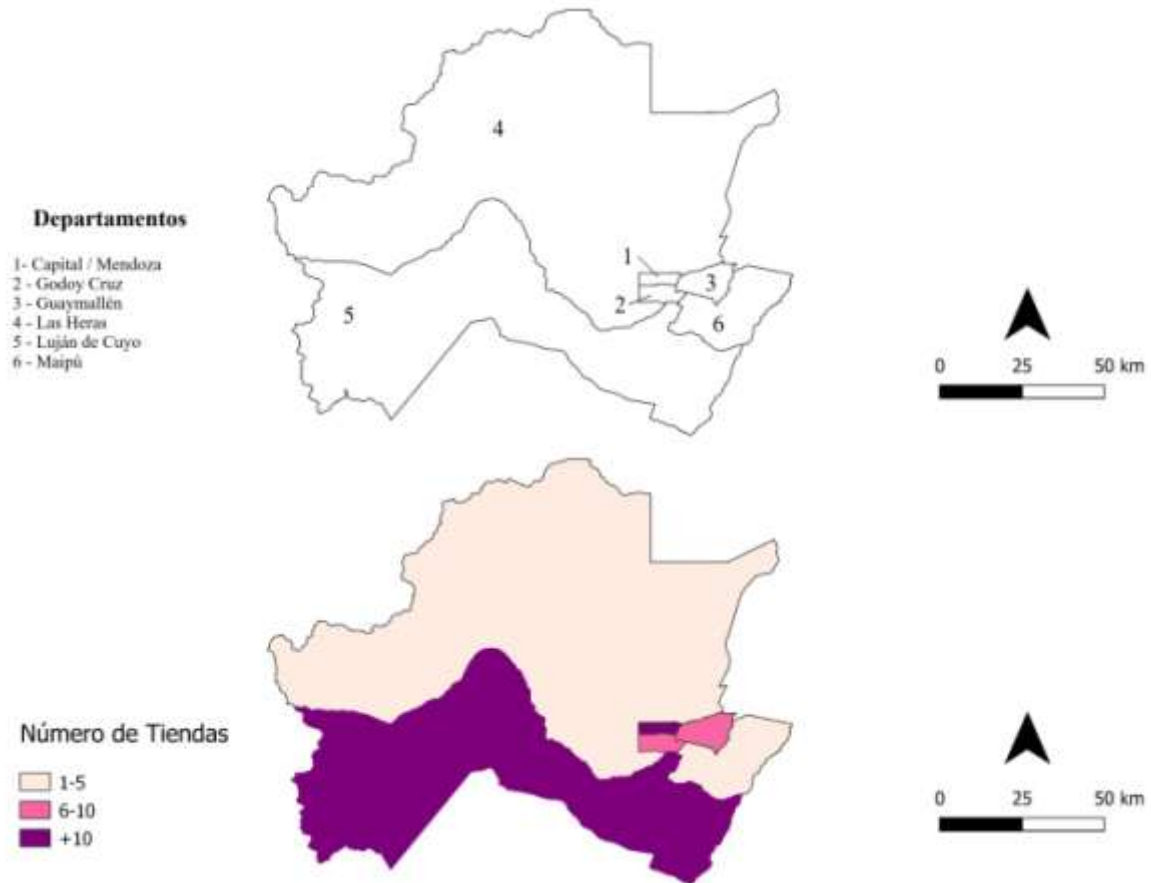 4
Departamentos
1- Capital / Mendoza
2 - Godoy Cruz
3 - Guaymallén
4 - Las Heras
5 - Luján de Cuyo
6 - Maipú
1
3
2
5
6
0 25 50 km
Número de Tiendas
1-5
6-10
+10
0 25 50 km